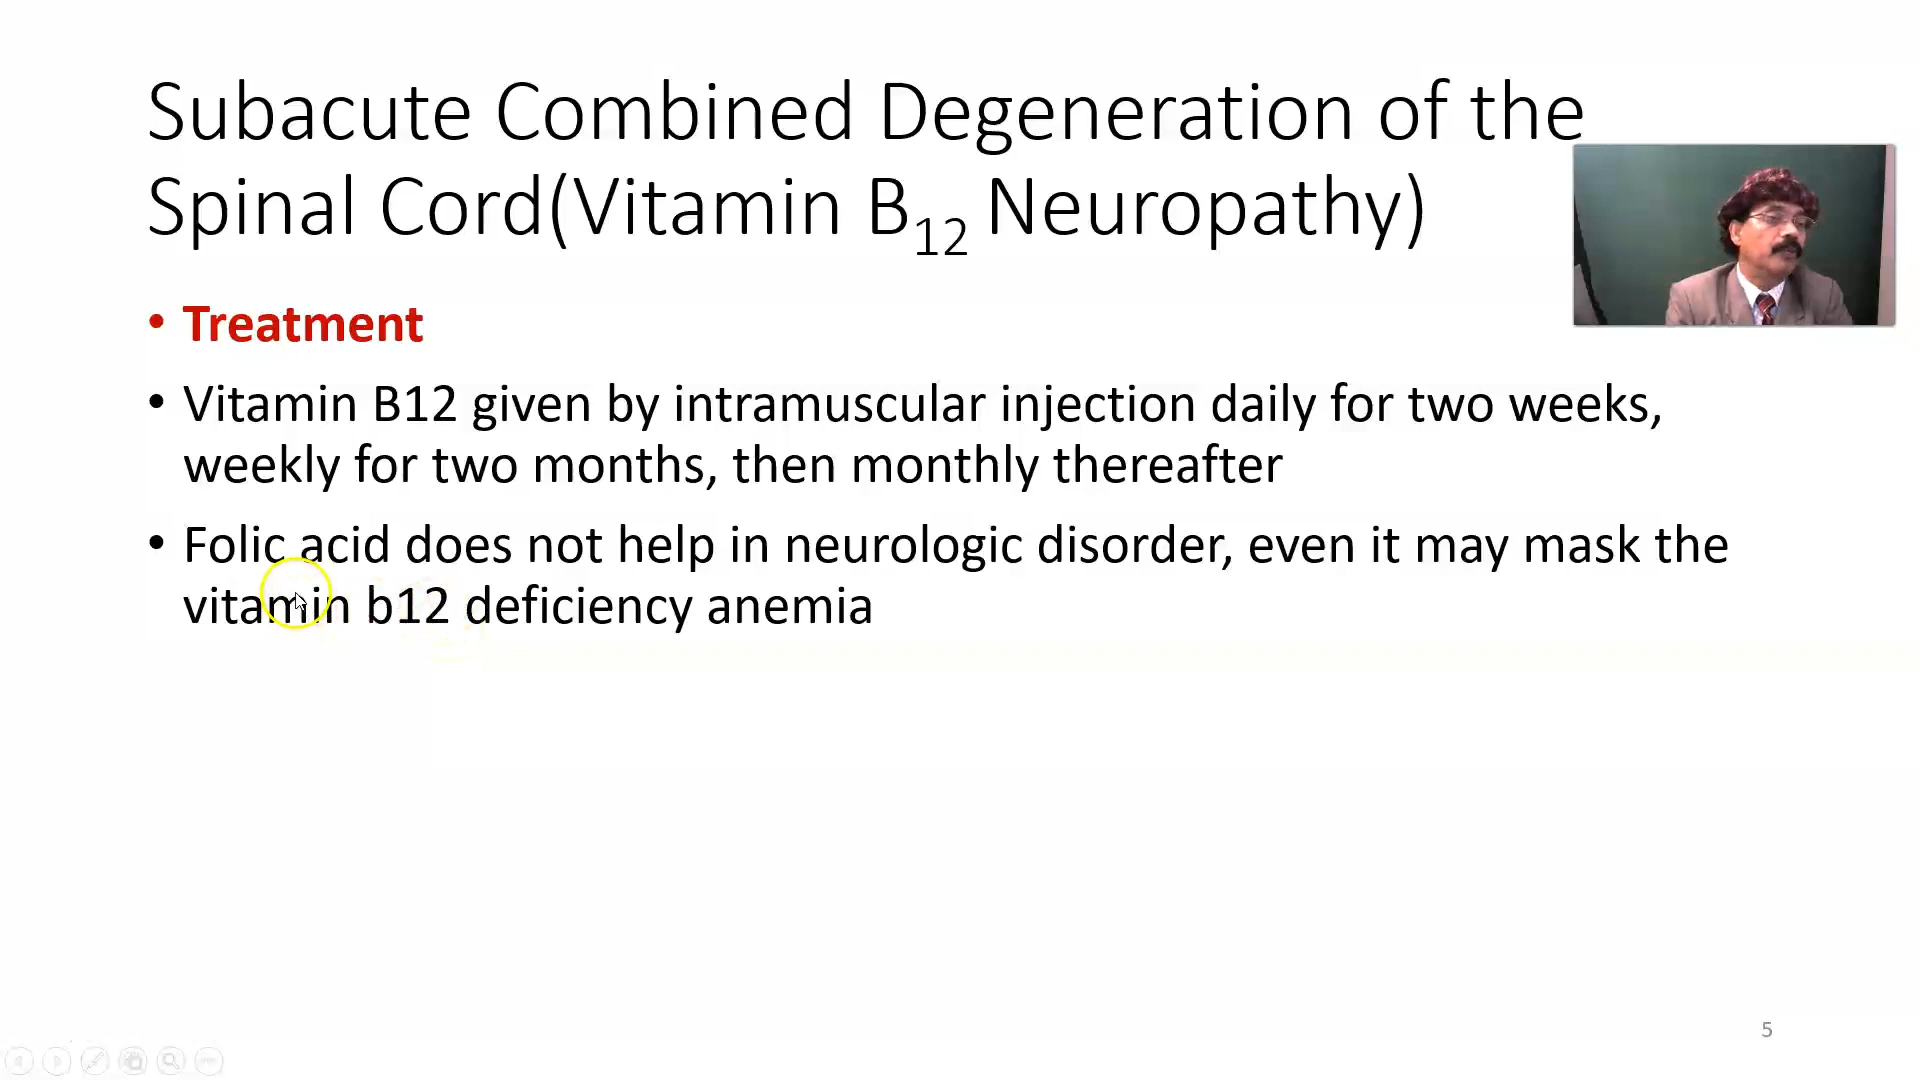 Subacute Combined Degeneration of the
Spinal Cord(Vitamin B12 Neuropathy)
• Treatment
• Vitamin B12 given by intramuscular injection daily for two weeks,
weekly for two months, then monthly thereafter
• Folic acid does not help in neurologic disorder, even it may mask the
vitamin b12 deficiency anemia
5